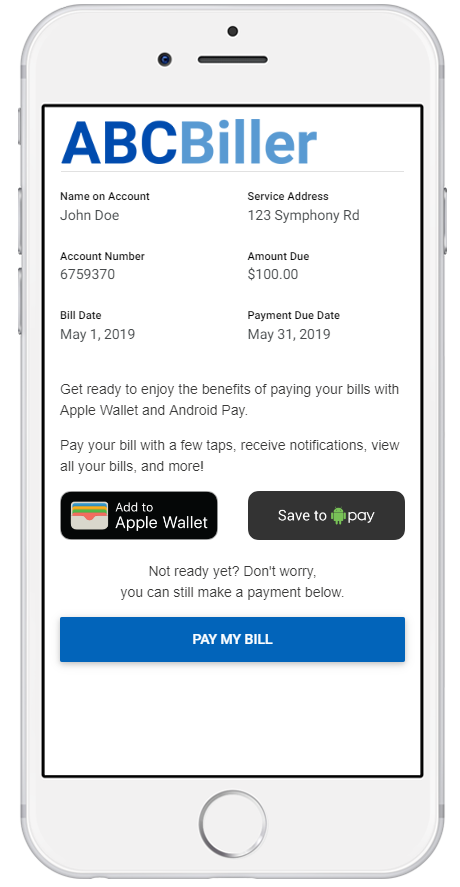 ABCBiller
Name on Account
John Doe
Service Address
123 Symphony Rd
Account Number
6759370
Amount Due
$100.00
Bill Date
May 1, 2019
Payment Due Date
May 31, 2019
Get ready to enjoy the benefits of paying your bills with
Apple Wallet and Android Pay.
Pay your bill with a few taps, receive notifications, view
all your bills, and more!
Add to
Apple Wallet
Save to pay
Not ready yet? Don't worry,
you can still make a payment below.
PAY MY BILL